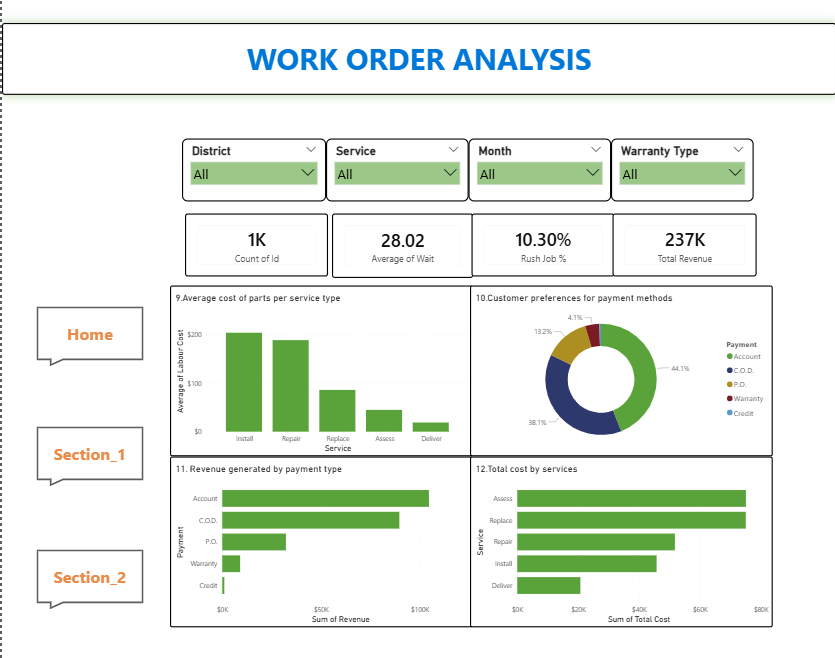 WORK ORDER ANALYSIS
District
Service
Month
Warranty Type
All
All
All
All
1K
Count of Id
28.02
Average of Wait
10.30%
Rush Job %
237K
Total Revenue
Home
Section_1
Section_2
9.Average cost of parts per service type
Average of Labour Cost
$200
$100
$0
Install
Repair
Replace
Assess
Deliver
Service
10.Customer preferences for payment methods
4.1%
13.2%
44.1%
38.1%
Payment
Account
C.O.D.
P.O.
Warranty
Credit
11. Revenue generated by payment type
Payment
Account
C.O.D.
P.O.
Warranty
Credit
$0K
$50K
$100K
Sum of Revenue
12.Total cost by services
Service
Assess
Replace
Repair
Install
Deliver
$0K
$20K
$40K
$60K
$80K
Sum of Total Cost